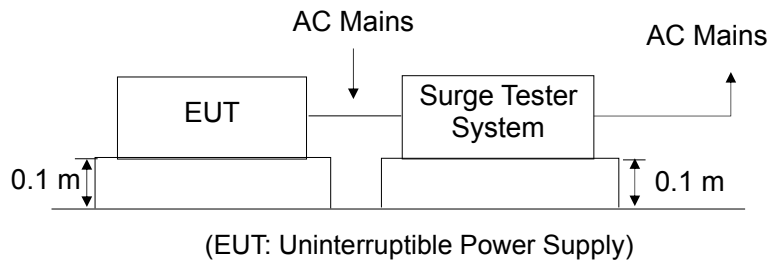 AC Mains
AC Mains
EUT
Surge Tester
System
0.1 m
0.1 m
(EUT: Uninterruptible Power Supply)